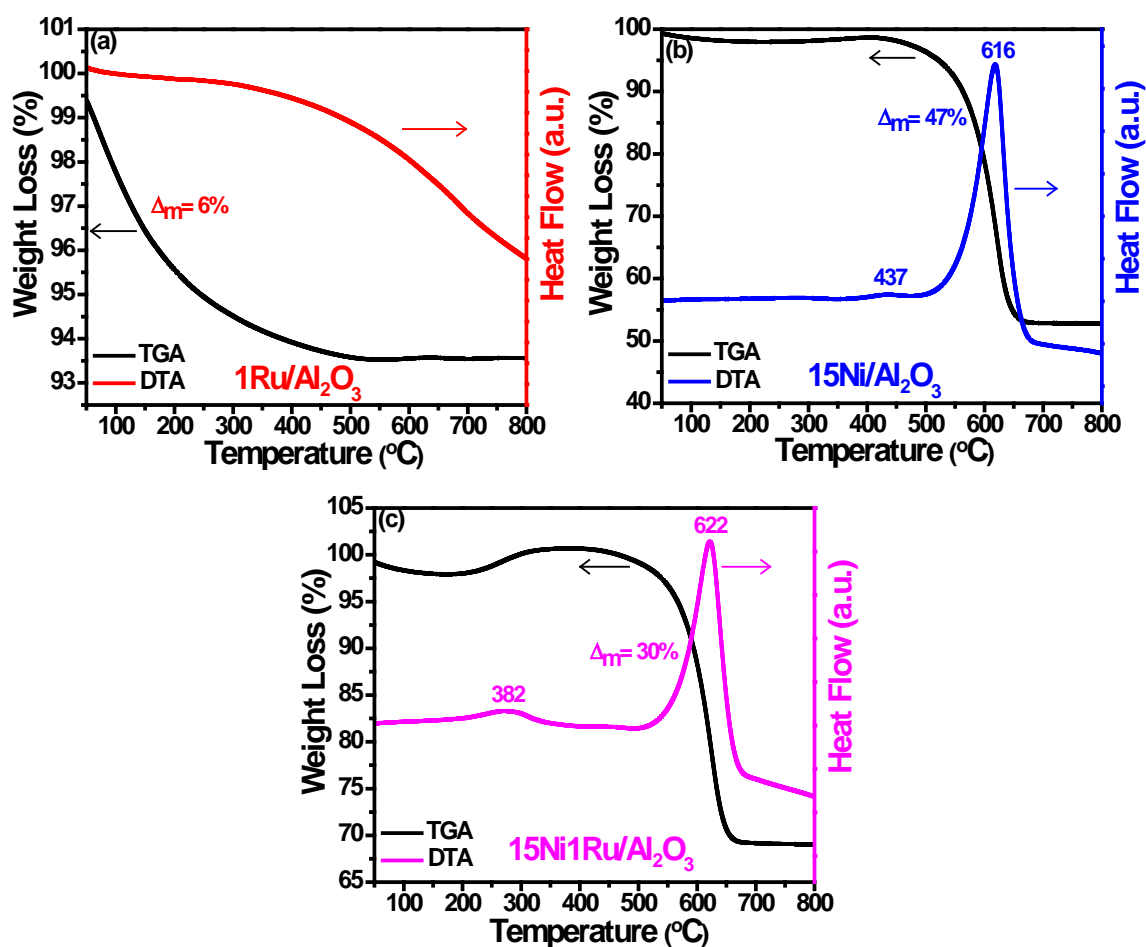 (a)
101
100
99
98
97
96
95
94
93
Weight Loss (%)
Δm= 6%
TGA
DTA
1Ru/Al₂O₃
100 200 300 400 500 600 700 800
Temperature (ºC)
Heat Flow (a.u.)
(b)
100
90
80
70
60
50
40
Weight Loss (%)
616
Δm= 47%
437
TGA
DTA
15Ni/Al₂O₃
100 200 300 400 500 600 700 800
Temperature (ºC)
Heat Flow (a.u.)
(c)
105
100
95
90
85
80
75
70
65
Weight Loss (%)
622
Δm= 30%
382
TGA
DTA
15Ni1Ru/Al₂O₃
100 200 300 400 500 600 700 800
Temperature (ºC)
Heat Flow (a.u.)